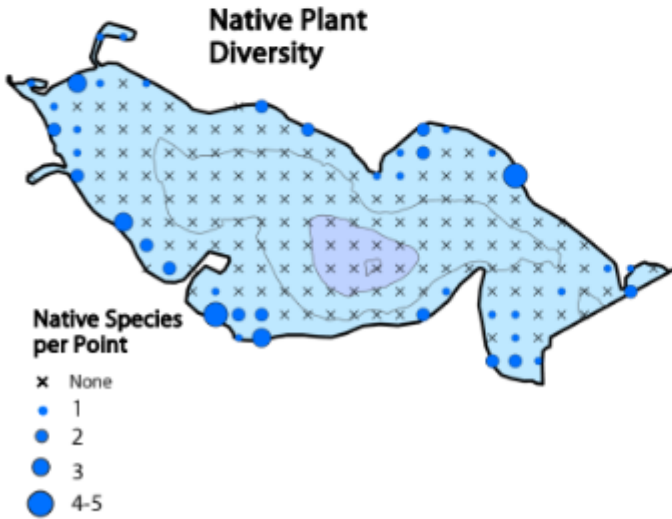 Native Plant
Diversity
Native Species
per Point
× None
1
2
3
4-5